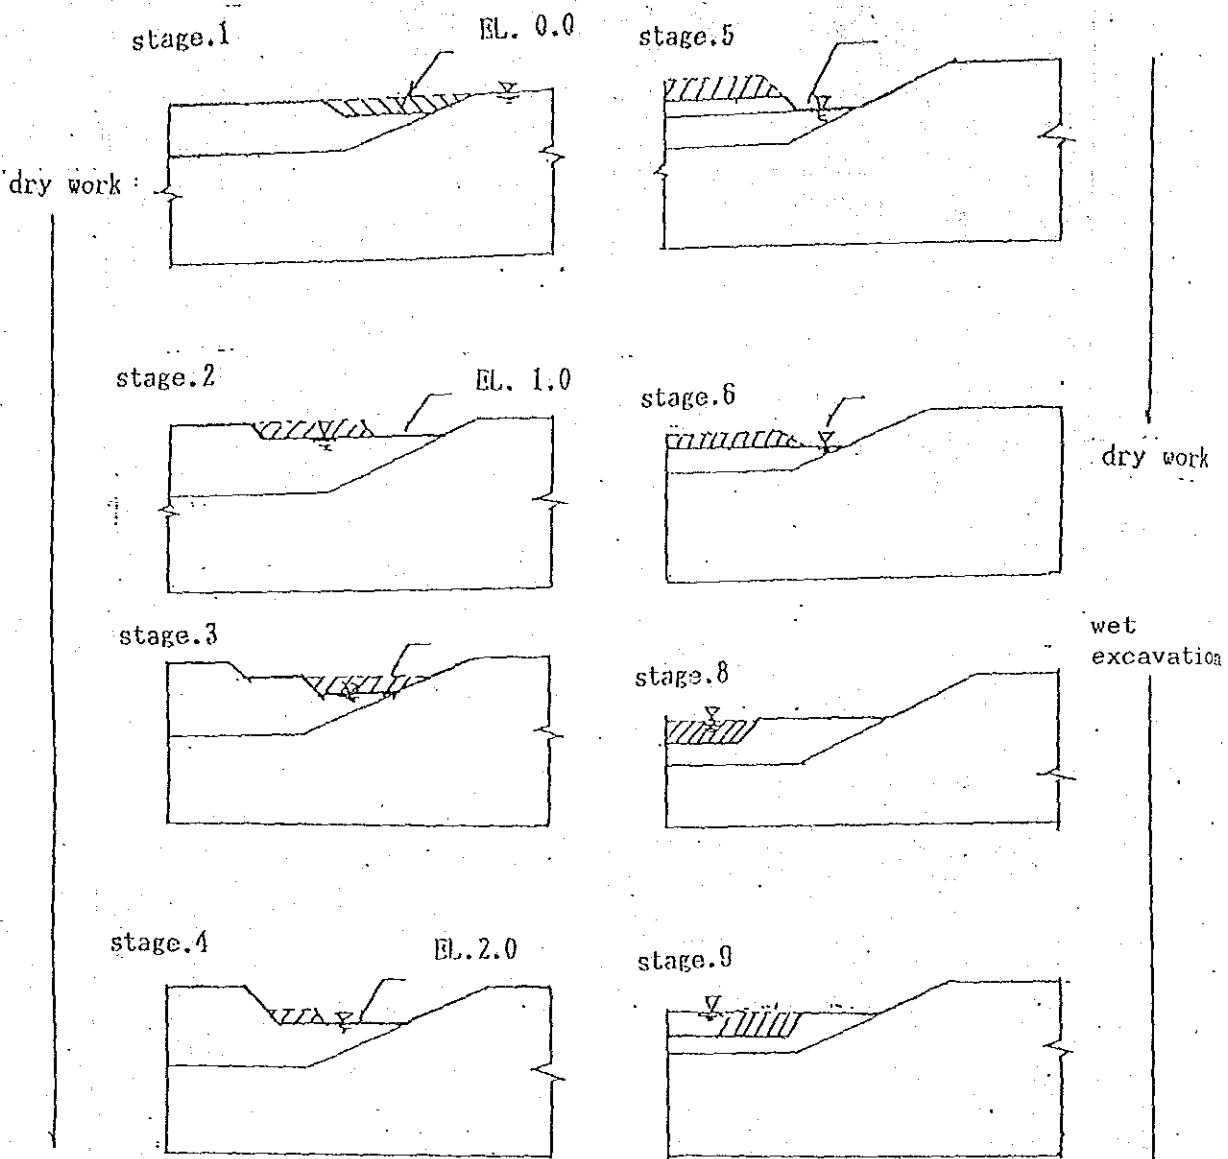 stage.1
EL. 0.0
dry work :
stage.2
EL. 1.0
stage.3
stage.4
EL.2.0
stage.5
stage.6
dry work
wet
excavation
stage.8
stage.9